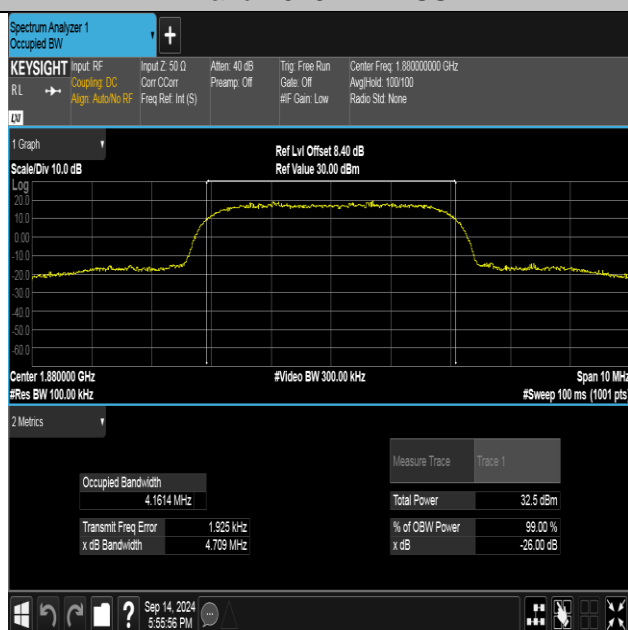 Spectrum Analyzer 1
Occupied BW
+
KEYSIGHT
RL
LXI
Input: RF
Coupling: DC
Align: Auto/No RF
Input Z: 50 Ω
Corr CCorr
Freq Ref: Int (S)
Atten: 40 dB
Preamp: Off
Trig: Free Run
Gate: Off
#IF Gain: Low
Center Freq: 1.880000000 GHz
Avg|Hold: 100/100
Radio Std: None
1 Graph
Scale/Div 10.0 dB
Ref Lvl Offset 8.40 dB
Ref Value 30.00 dBm
Log
20.0
10.0
0.00
-10.0
-20.0
-30.0
-40.0
-50.0
-60.0
Center 1.880000 GHz
#Video BW 300.00 kHz
Span 10 MHz
#Res BW 100.00 kHz
#Sweep 100 ms (1001 pts)
2 Metrics
Measure Trace Trace 1
Occupied Bandwidth
4.1614 MHz
Total Power 32.5 dBm
Transmit Freq Error 1.925 kHz
% of OBW Power 99.00 %
x dB Bandwidth 4.709 MHz
x dB -26.00 dB
?
Sep 14, 2024
5:55:56 PM